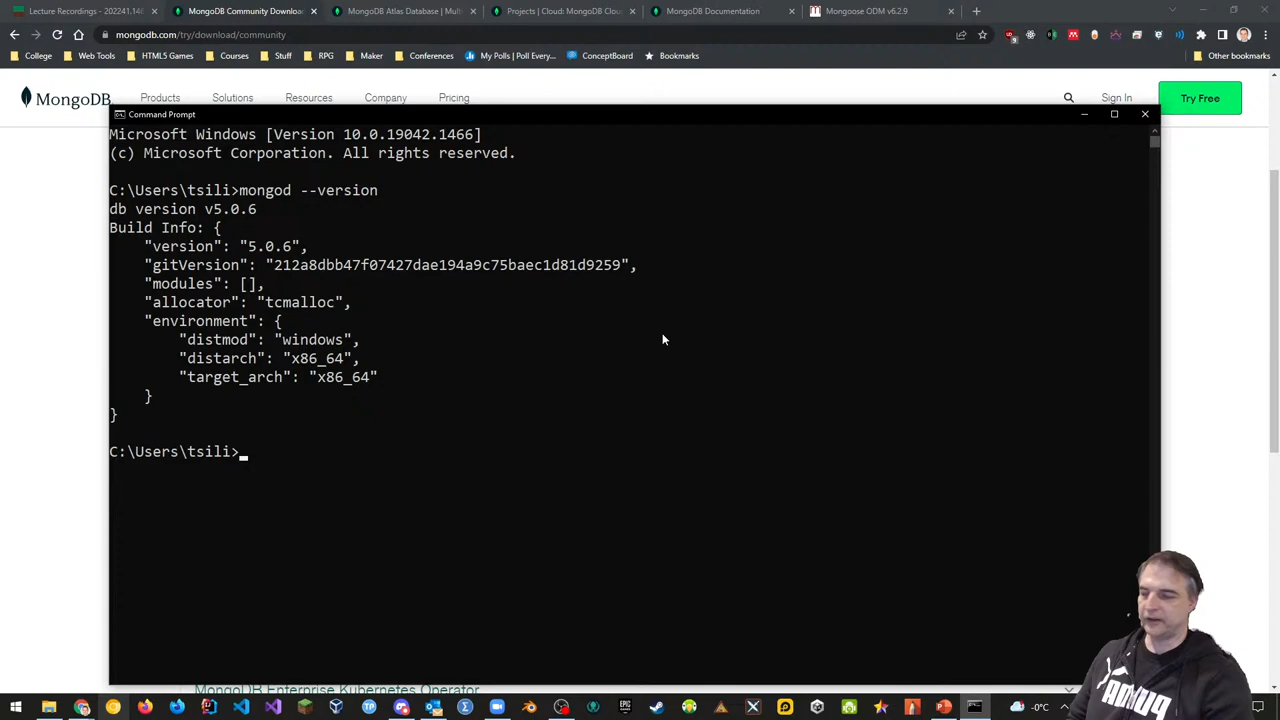 Lecture Recordings - 202241.148
MongoDB Community Downloa
MongoDB Atlas Database | Mult
Projects | Cloud: MongoDB Clou
MongoDB Documentation
Mongoose ODM v6.2.9
mongodb.com/try/download/community
College
Web Tools
HTML5 Games
Courses
Stuff
RPG
Maker
Conferences
My Polls | Poll Every...
ConceptBoard
Bookmarks
Other bookmarks
MongoDB
Products
Solutions
Resources
Company
Pricing
Sign In
Try Free
Command Prompt
Microsoft Windows [Version 10.0.19042.1466]
(c) Microsoft Corporation. All rights reserved.
C:\Users\tsili>mongod --version
db version v5.0.6
Build Info: {
"version": "5.0.6",
"gitVersion": "212a8dbb47f07427dae194a9c75baec1d81d9259",
"modules": [],
"allocator": "tcmalloc",
"environment": {
"distmod": "windows",
"distarch": "x86_64",
"target_arch": "x86_64"
}
}
C:\Users\tsili>
MongoDB Enterprise Kubernetes Operator
-0°C